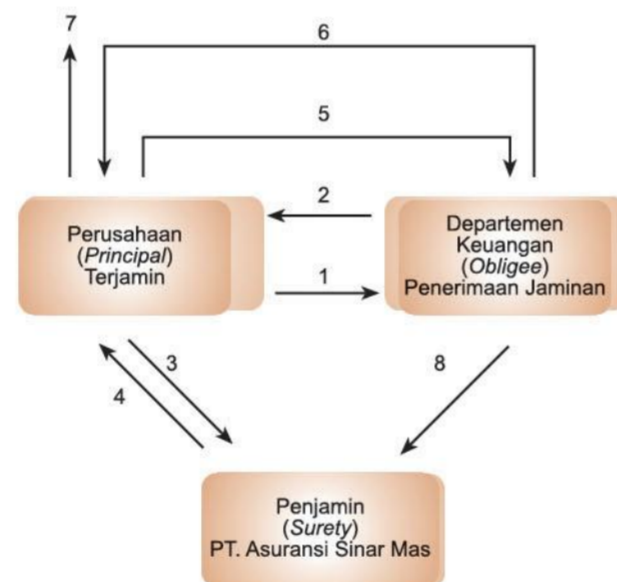 7
6
5
2
Perusahaan
(Principal)
Terjamin
Departemen
Keuangan
(Obligee)
Penerimaan Jaminan
1
3
4
8
Penjamin
(Surety)
PT. Asuransi Sinar Mas